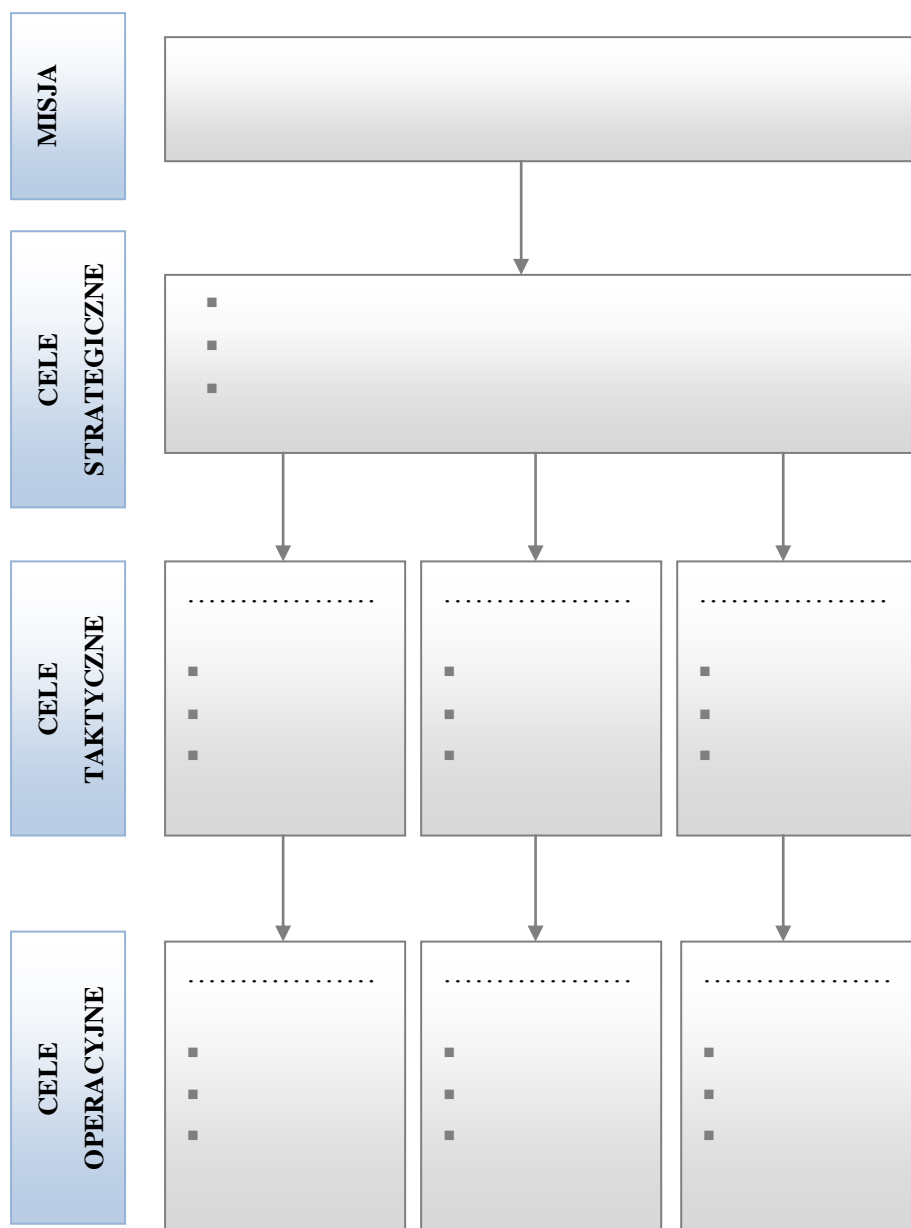 MISJA
CELE
STRATEGICZNE
CELE
TAKTYCZNE
……………… ……………… ………………
CELE
OPERACYJNE
……………… ……………… ………………